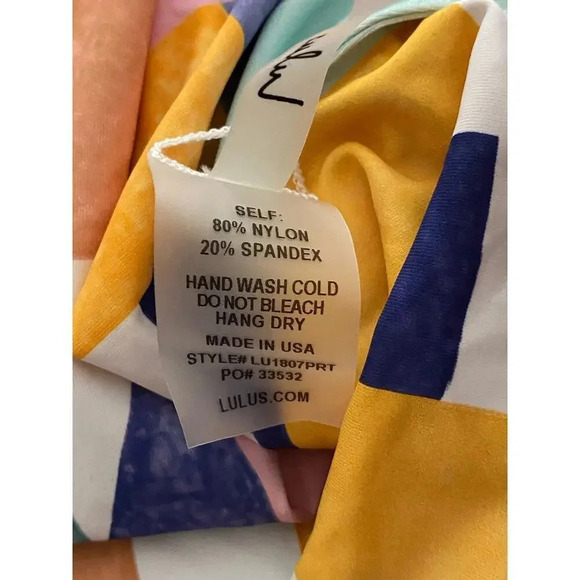 Lulus
SELF:
80% NYLON
20% SPANDEX
HAND WASH COLD
DO NOT BLEACH
HANG DRY
MADE IN USA
STYLE# LU1807PRT
PO# 33532
LULUS.COM